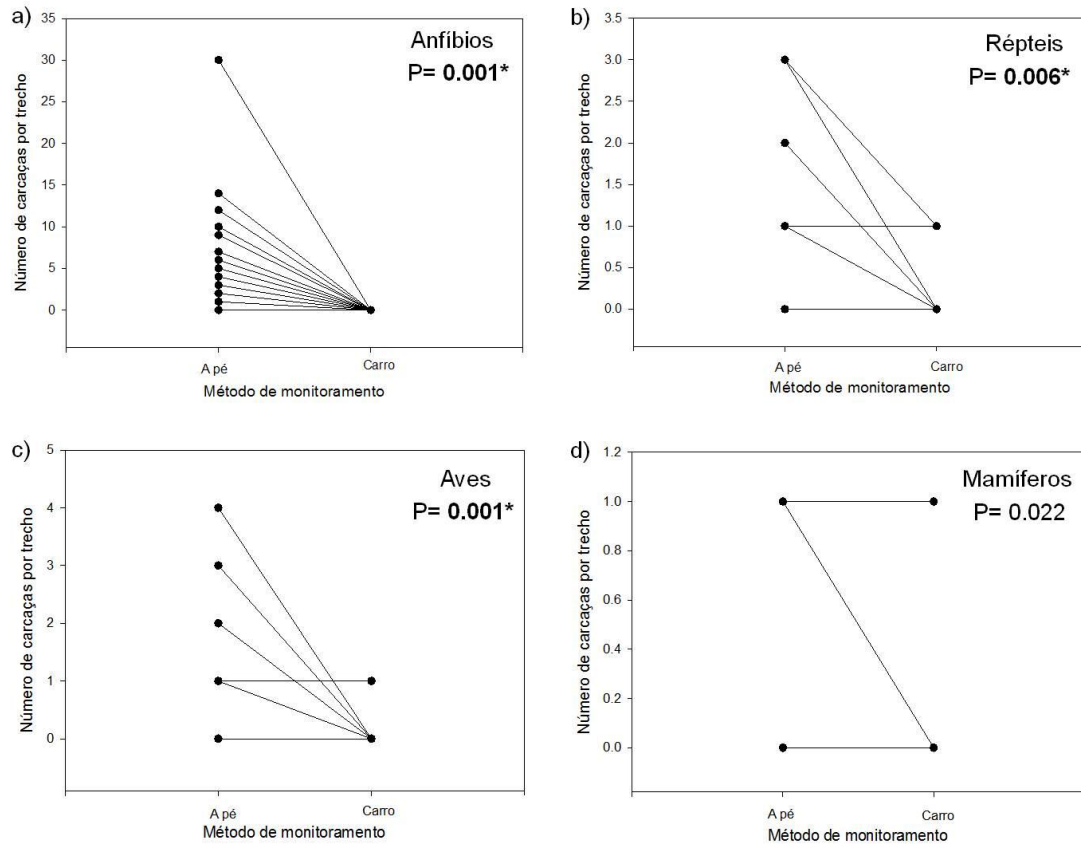 a)
Anfíbios
P= 0.001*
Número de carcaças por trecho
35
30
25
20
15
10
5
0
A pé
Carro
Método de monitoramento
b)
Répteis
P= 0.006*
Número de carcaças por trecho
3.5
3.0
2.5
2.0
1.5
1.0
0.5
0.0
A pé
Carro
Método de monitoramento
c)
Aves
P= 0.001*
Número de carcaças por trecho
5
4
3
2
1
0
A pé
Carro
Método de monitoramento
d)
Mamíferos
P= 0.022
Número de carcaças por trecho
1.2
1.0
0.8
0.6
0.4
0.2
0.0
A pé
Carro
Método de monitoramento